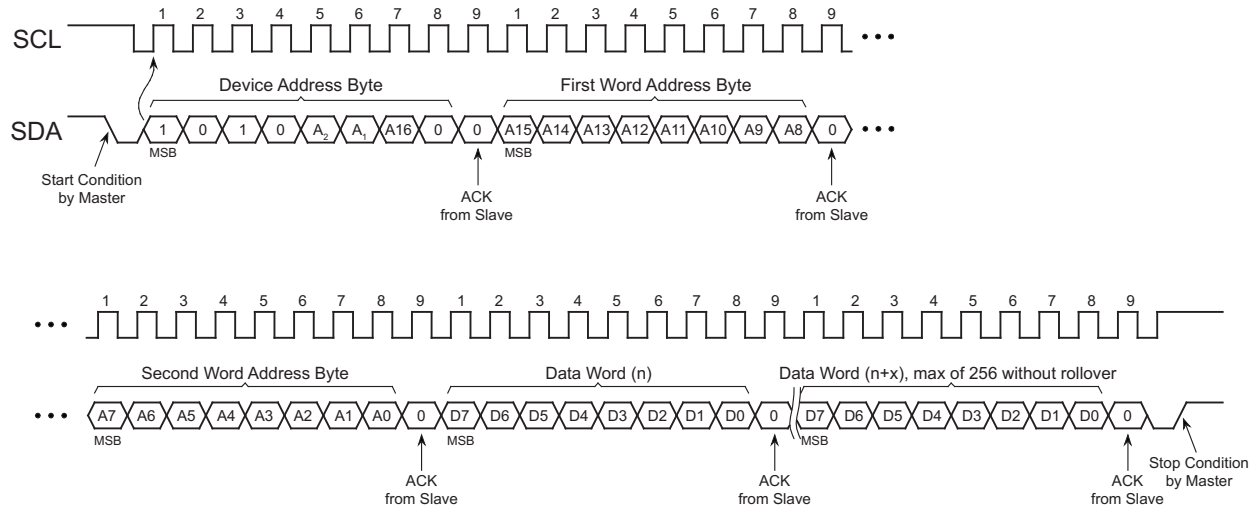 1 2 3 4 5 6 7 8 9 1 2 3 4 5 6 7 8 9
SCL
Device Address Byte First Word Address Byte
SDA 1 0 1 0 A2 A1 A16 0 0 A15 A14 A13 A12 A11 A10 A9 A8 0
MSB MSB
Start Condition
by Master
ACK
from Slave
ACK
from Slave
1 2 3 4 5 6 7 8 9 1 2 3 4 5 6 7 8 9 1 2 3 4 5 6 7 8 9
Second Word Address Byte Data Word (n) Data Word (n+x), max of 256 without rollover
A7 A6 A5 A4 A3 A2 A1 A0 0 D7 D6 D5 D4 D3 D2 D1 D0 0 D7 D6 D5 D4 D3 D2 D1 D0 0
MSB MSB MSB
ACK
from Slave
ACK
from Slave
ACK
from Slave
Stop Condition
by Master